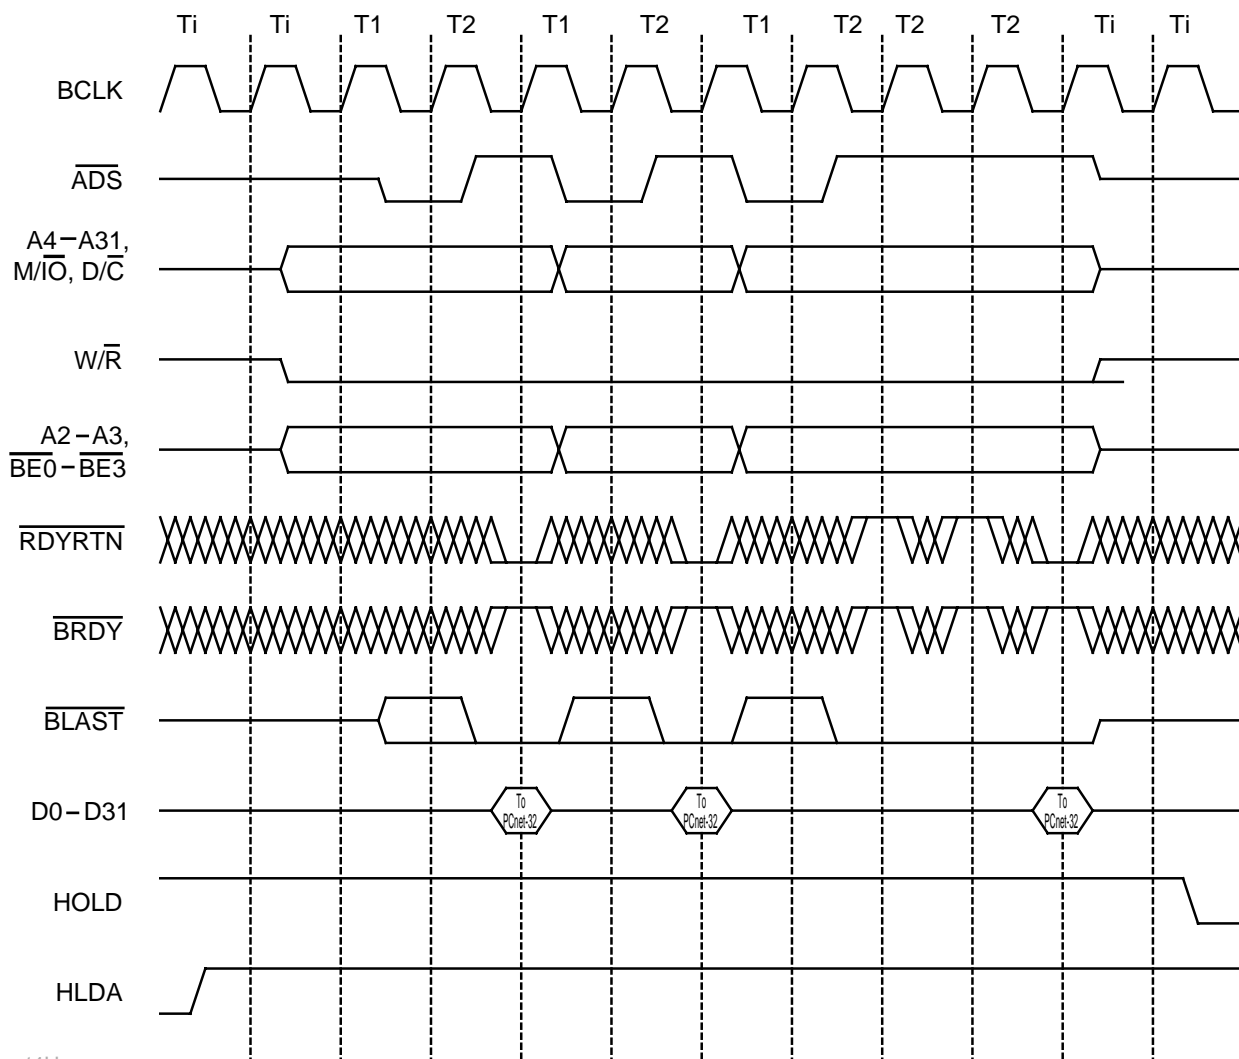 Ti Ti T1 T2 T1 T2 T1 T2 T2 T2 Ti Ti
BCLK
ADS
A4–A31,
M/IO, D/C
W/R
A2–A3,
BE0–BE3
RDYRTN
BRDY
BLAST
D0–D31
To To To
PCnet-32 PCnet-32 PCnet-32
HOLD
HLDA